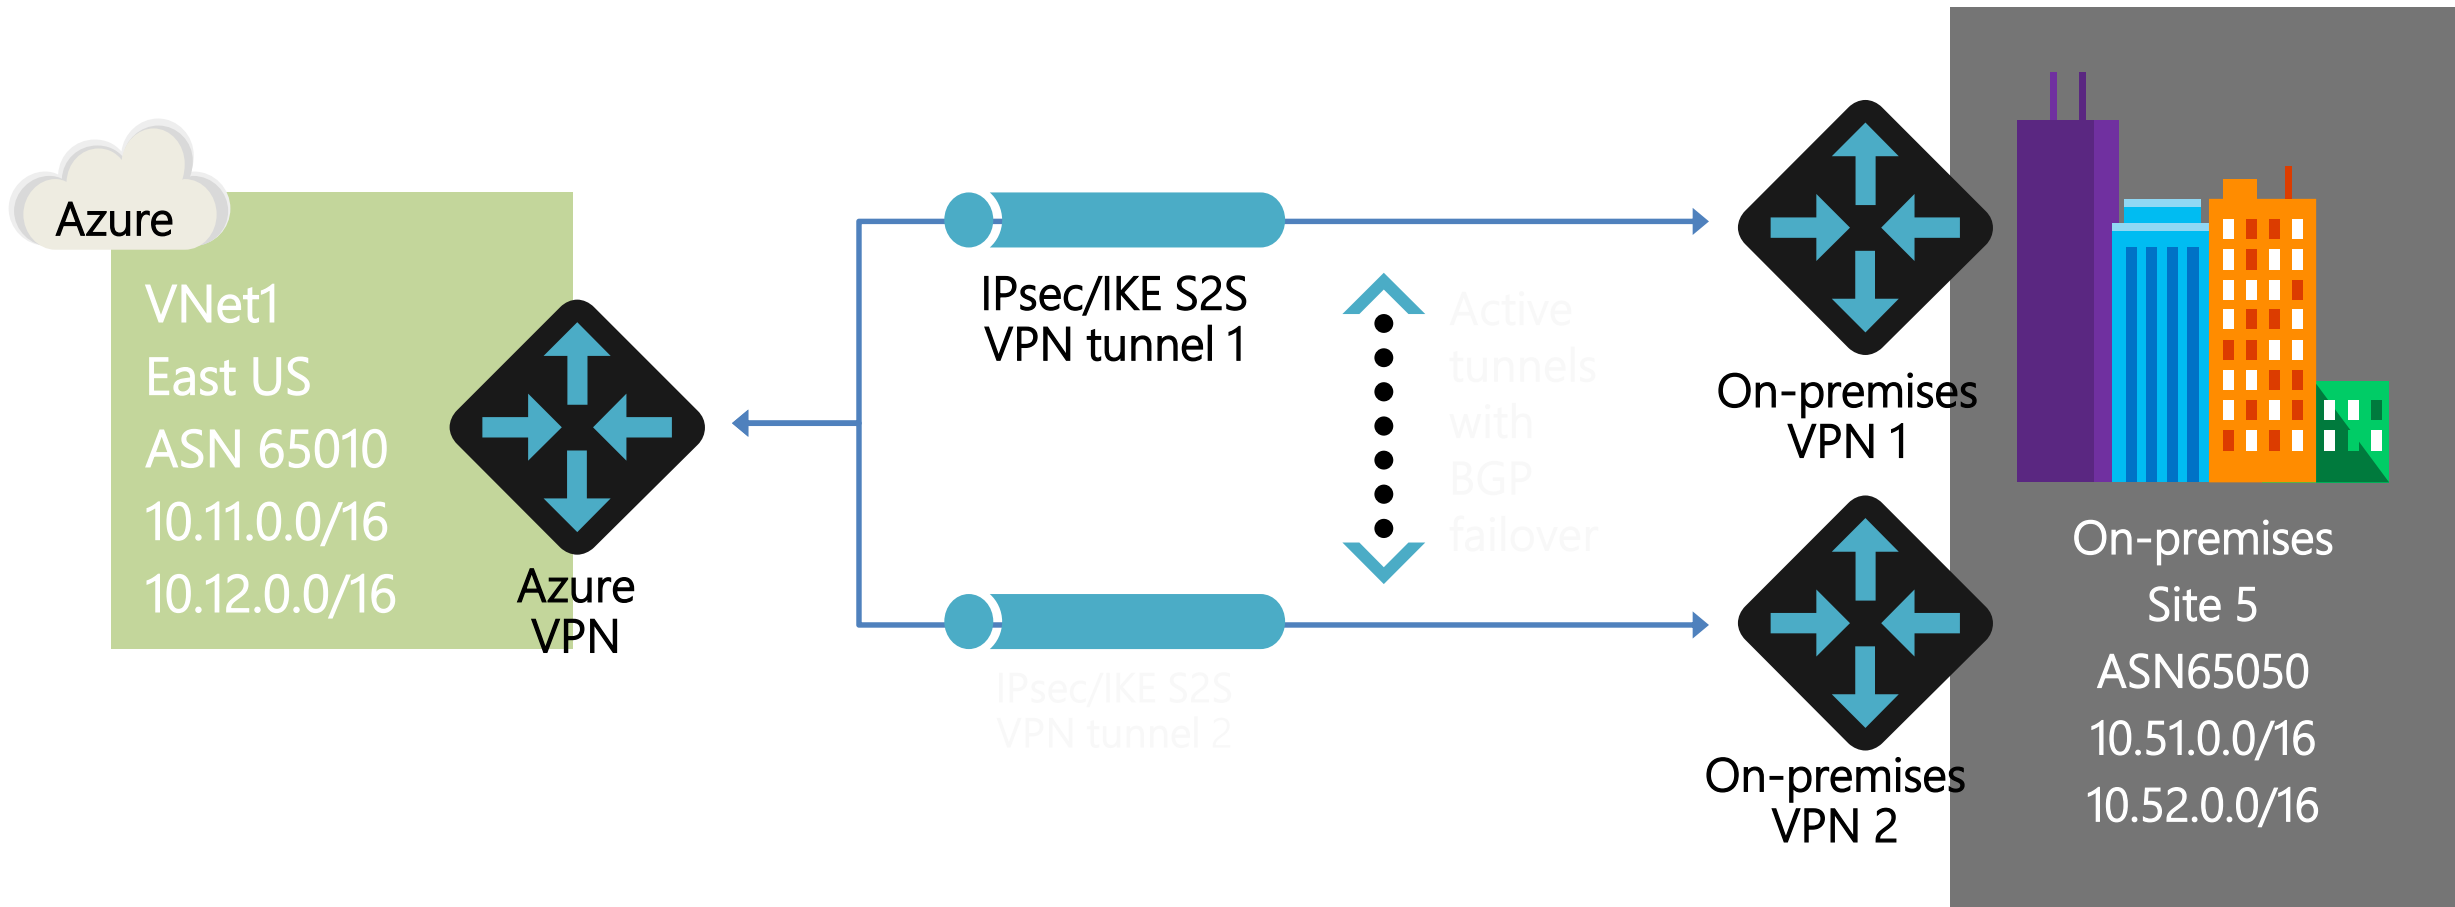 Azure
VNet1
East US
ASN 65010
10.11.0.0/16
10.12.0.0/16
Azure
VPN
IPsec/IKE S2S
VPN tunnel 1
Active
tunnels
with
BGP
failover
IPsec/IKE S2S
VPN tunnel 2
On-premises
VPN 1
On-premises
VPN 2
On-premises
Site 5
ASN65050
10.51.0.0/16
10.52.0.0/16